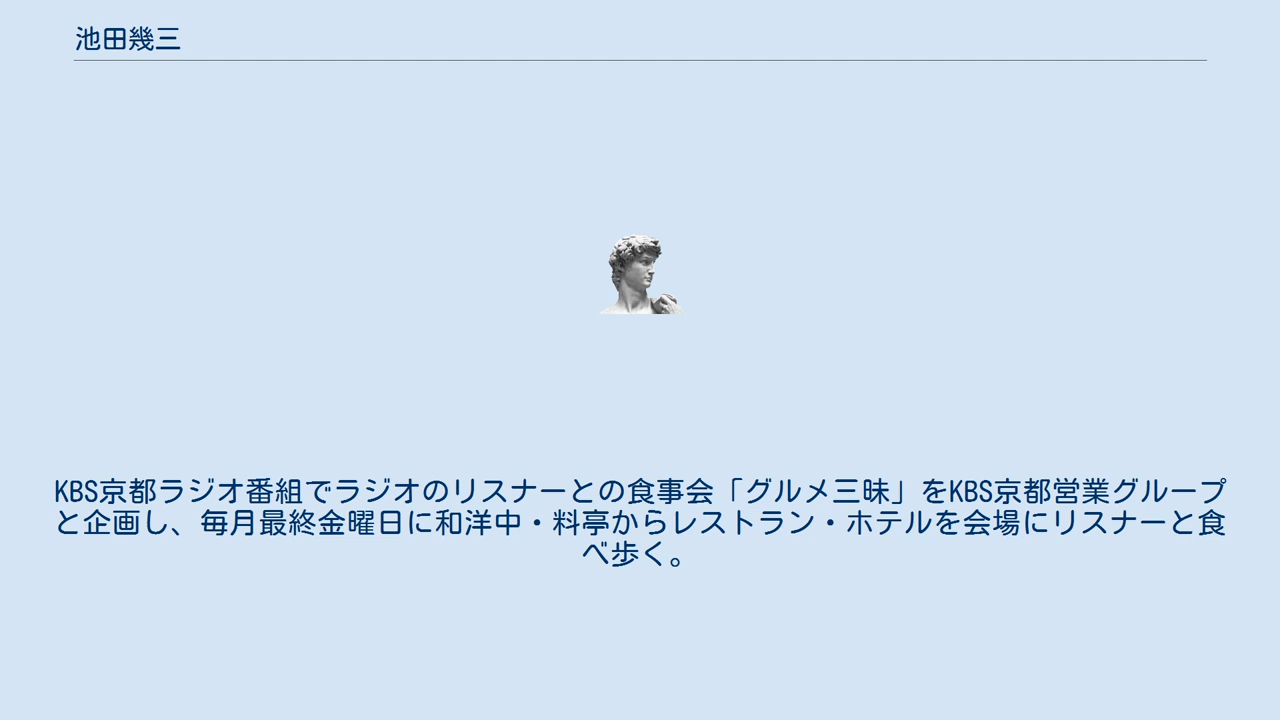 池田幾三
KBS京都ラジオ番組でラジオのリスナーとの食事会「グルメ三昧」をKBS京都営業グループ
と企画し、毎月最終金曜日に和洋中・料亭からレストラン・ホテルを会場にリスナーと食
べ歩く。